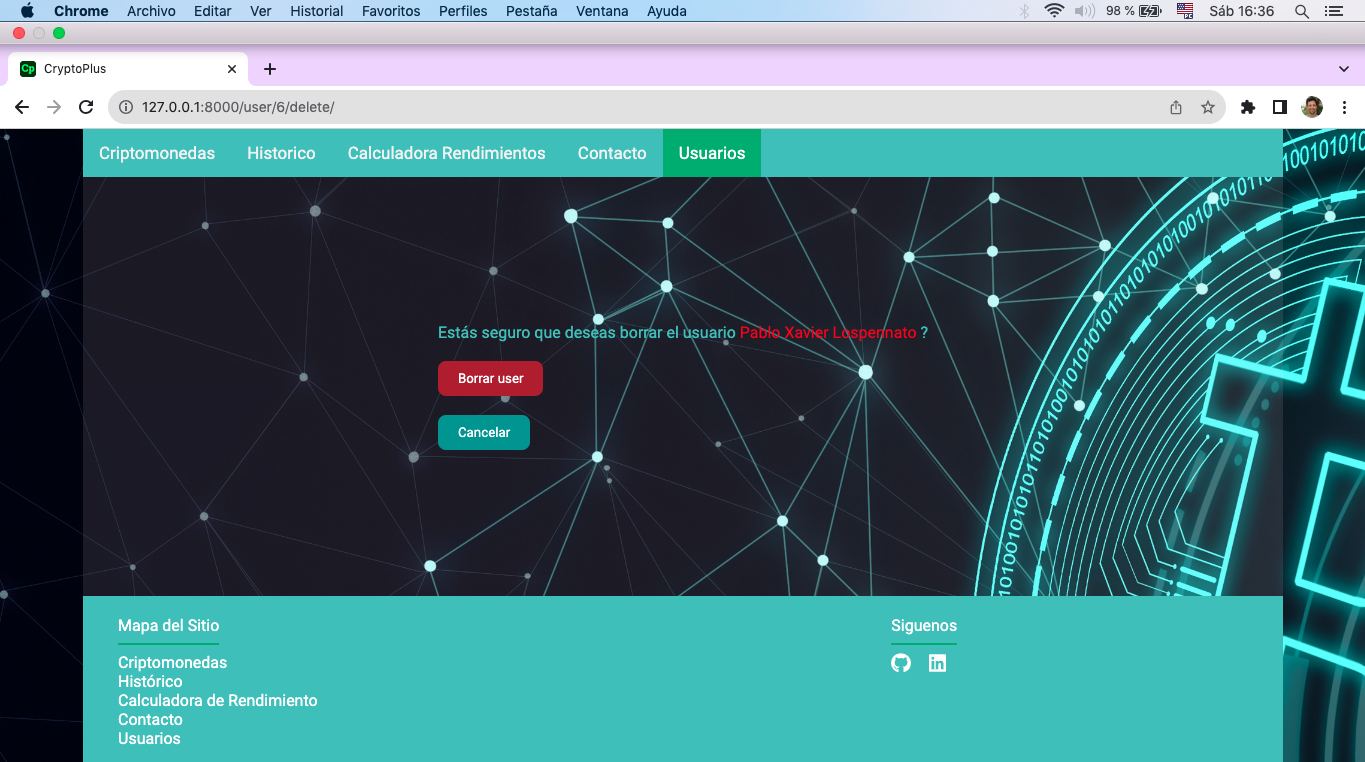 Chrome Archivo Editar Ver Historial Favoritos Perfiles Pestaña Ventana Ayuda 98 % Sáb 16:36
Cp CryptoPlus
127.0.0.1:8000/user/6/delete/
Criptomonedas Historico Calculadora Rendimientos Contacto Usuarios
Estás seguro que deseas borrar el usuario Pablo Xavier Lospennato ?
Borrar user
Cancelar
Mapa del Sitio
Criptomonedas
Histórico
Calculadora de Rendimiento
Contacto
Usuarios
Siguenos